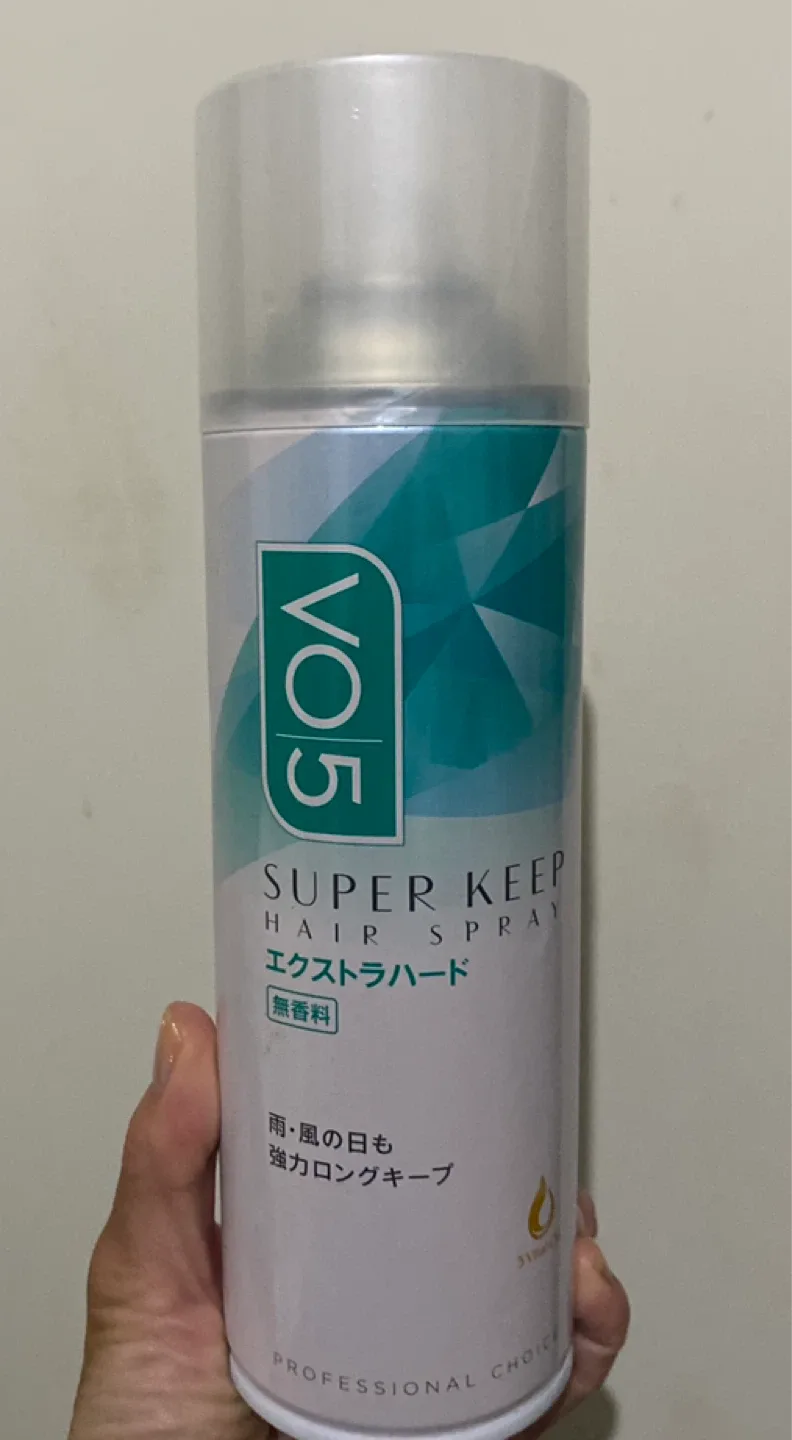 VO5
SUPER KEEP
HAIR SPRAY
エクストラハード
無香料
雨・風の日も
強力ロングキープ
PROFESSIONAL CHOICE